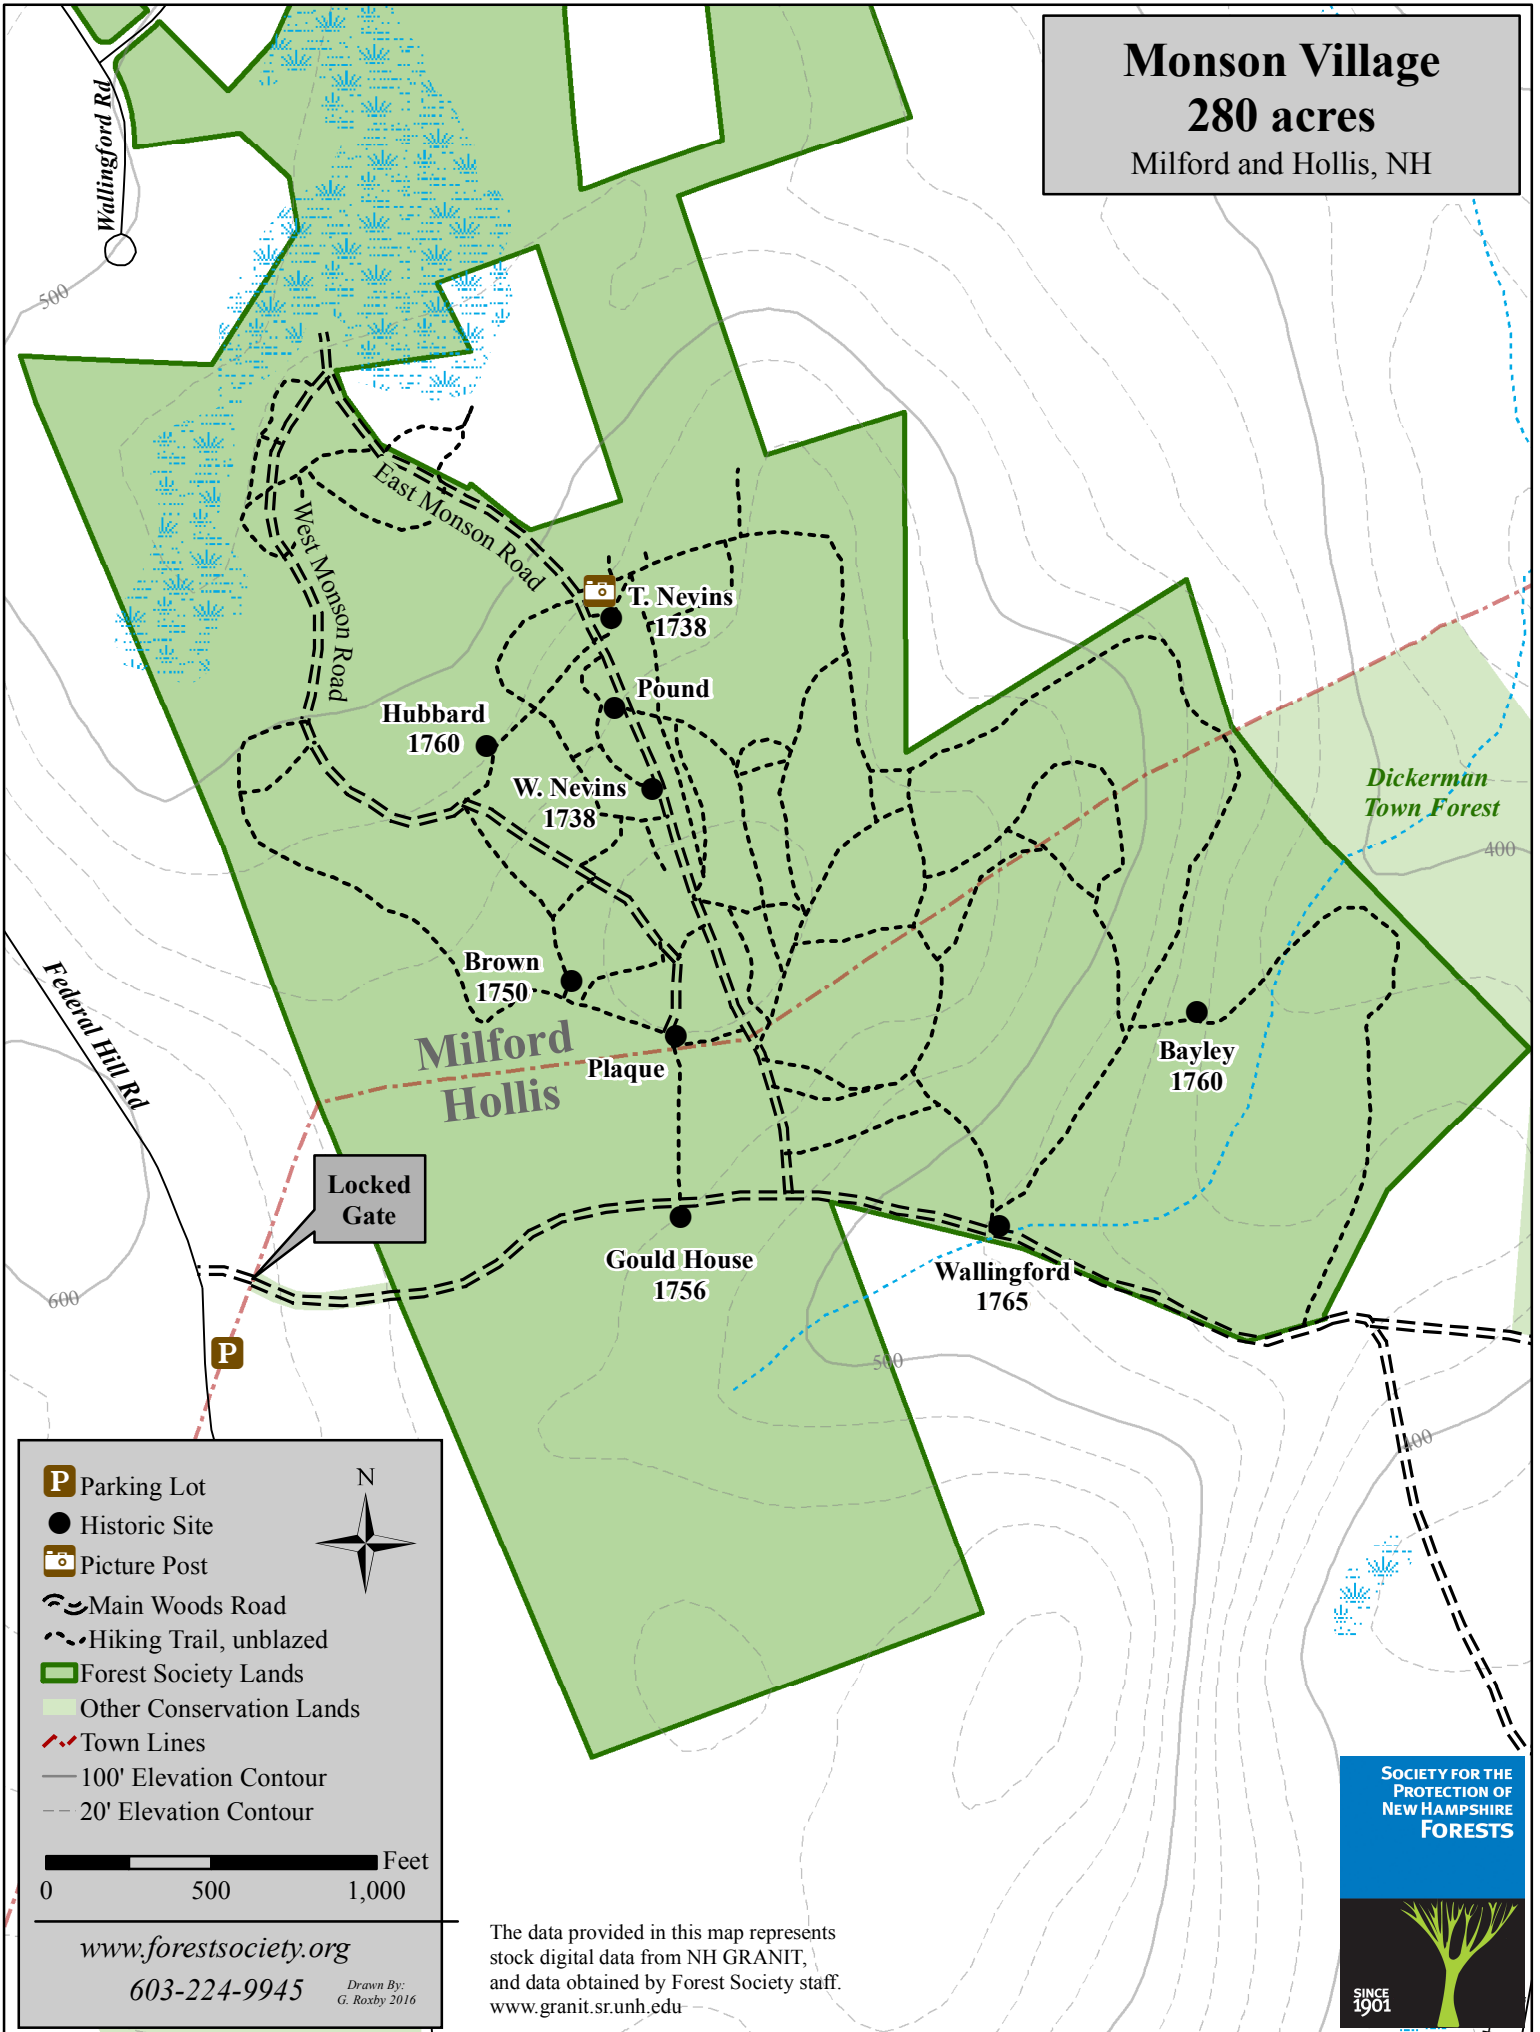 Monson Village
280 acres
Milford and Hollis, NH
Wallingford Rd
500
East Monson Road
West Monson Road
T. Nevins
1738
Pound
Hubbard
1760
W. Nevins
1738
Dickerman
Town Forest
400
Brown
1750
Federal Hill Rd
Milford
Hollis
Plaque
Bayley
1760
Locked
Gate
Gould House
1756
Wallingford
1765
600
P
500
400
P Parking Lot
Historic Site
Picture Post
Main Woods Road
Hiking Trail, unblazed
Forest Society Lands
Other Conservation Lands
Town Lines
100' Elevation Contour
20' Elevation Contour
N
Feet
0 500 1,000
www.forestsociety.org
603-224-9945
Drawn By:
G. Roxby 2016
The data provided in this map represents
stock digital data from NH GRANIT,
and data obtained by Forest Society staff.
www.granit.sr.unh.edu
SOCIETY FOR THE
PROTECTION OF
NEW HAMPSHIRE
FORESTS
SINCE
1901